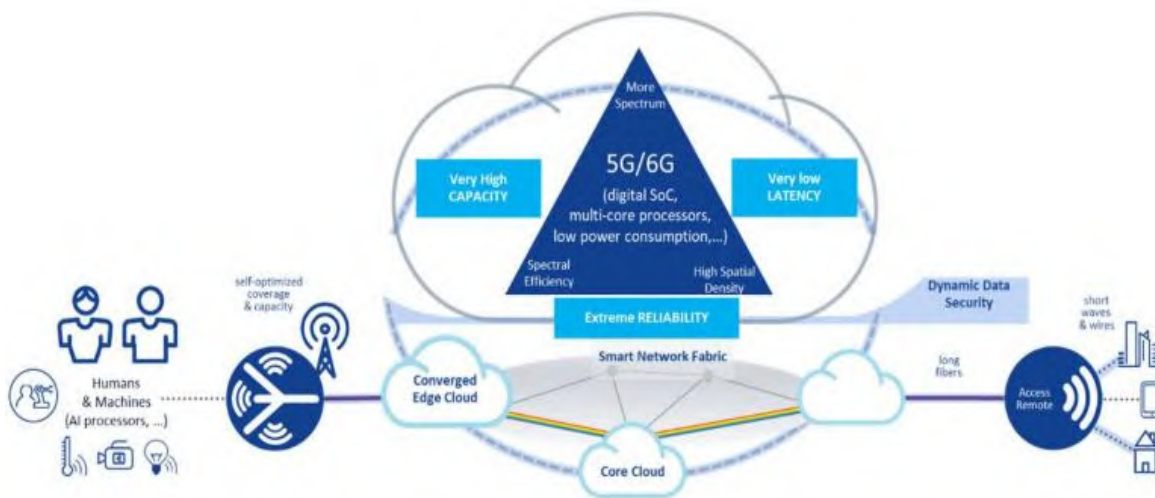 More
Spectrum
5G/6G
(digital SoC,
multi-core processors,
low power consumption,...)
Spectral
Efficiency
High Spatial
Density
Very High
CAPACITY
Very low
LATENCY
Extreme RELIABILITY
Dynamic Data
Security
self-optimized
coverage
& capacity
Humans
& Machines
(AI processors, ...)
Converged
Edge Cloud
Smart Network Fabric
Core Cloud
long
fibers
short
waves
& wires
Access
Remote